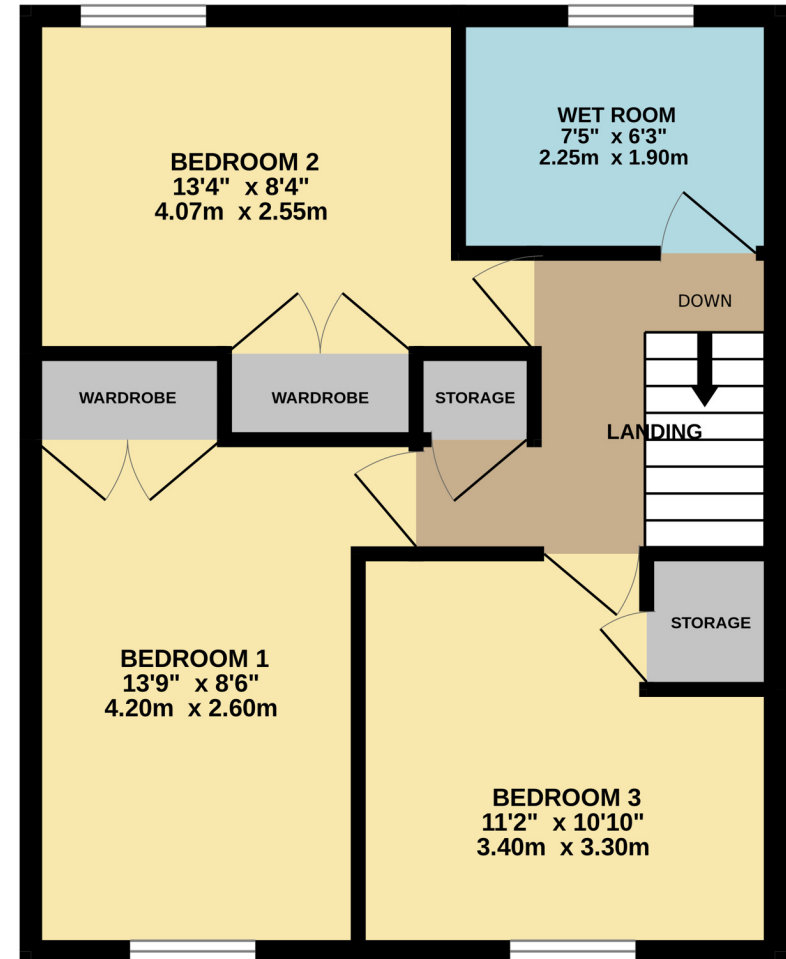 WET ROOM
7'5" x 6'3"
2.25m x 1.90m
BEDROOM 2
13'4" x 8'4"
4.07m x 2.55m
DOWN
WARDROBE
WARDROBE
STORAGE
LANDING
STORAGE
BEDROOM 1
13'9" x 8'6"
4.20m x 2.60m
BEDROOM 3
11'2" x 10'10"
3.40m x 3.30m